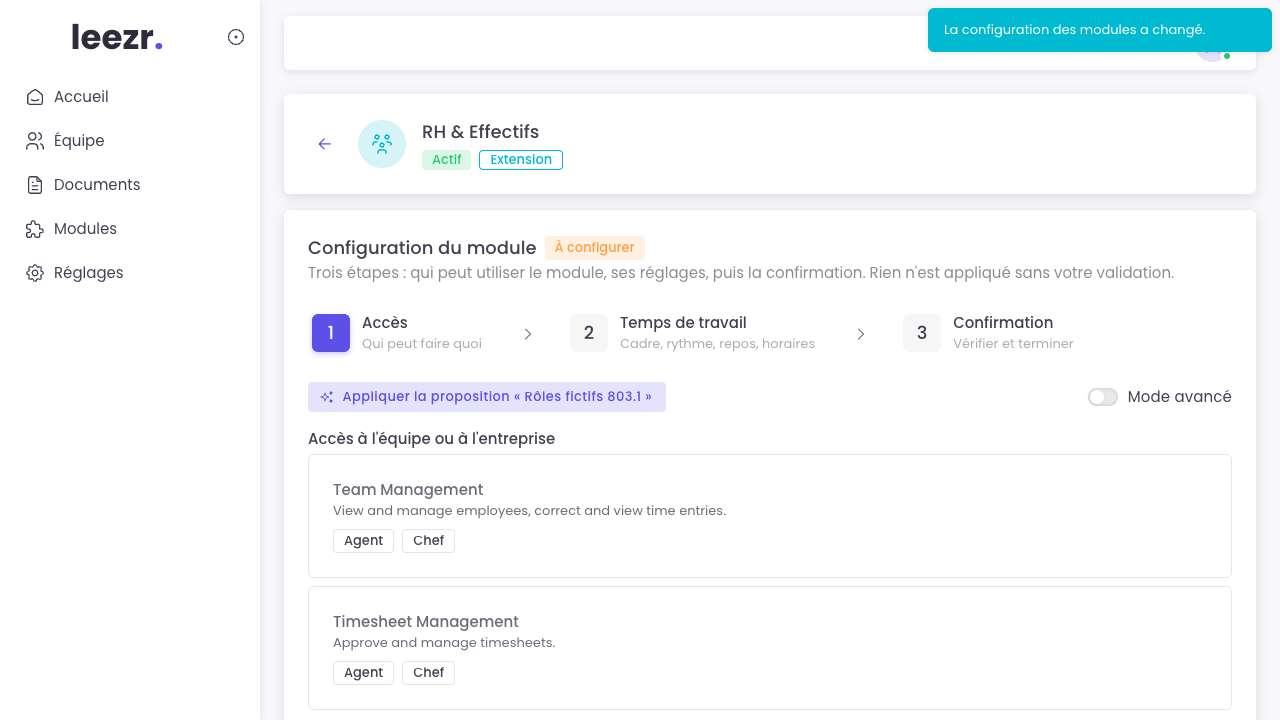 leezr.
La configuration des modules a changé.
Accueil
Équipe
Documents
Modules
Réglages
RH & Effectifs
Actif
Extension
Configuration du module
À configurer
Trois étapes : qui peut utiliser le module, ses réglages, puis la confirmation. Rien n'est appliqué sans votre validation.
1
Accès
Qui peut faire quoi
2
Temps de travail
Cadre, rythme, repos, horaires
3
Confirmation
Vérifier et terminer
Appliquer la proposition « Rôles fictifs 803.1 »
Mode avancé
Accès à l'équipe ou à l'entreprise
Team Management
View and manage employees, correct and view time entries.
Agent
Chef
Timesheet Management
Approve and manage timesheets.
Agent
Chef